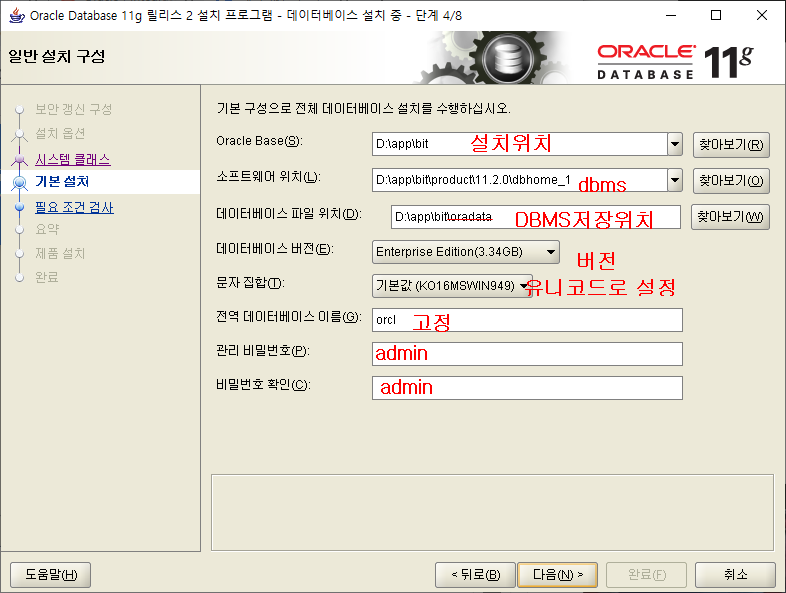 Oracle Database 11g 릴리스 2 설치 프로그램 - 데이터베이스 설치 중 - 단계 4/8
일반 설치 구성
ORACLE
DATABASE 11g
보안 갱신 구성
설치 옵션
시스템 클래스
기본 설치
필요 조건 검사
요약
제품 설치
완료
기본 구성으로 전체 데이터베이스 설치를 수행하십시오.
Oracle Base(S): D:\app\bit 설치위치 찾아보기(R)
소프트웨어 위치(L): D:\app\bit\product\11.2.0\dbhome_1 dbms 찾아보기(O)
데이터베이스 파일 위치(D): D:\app\bit\oradata DBMS저장위치 찾아보기(W)
데이터베이스 버전(E): Enterprise Edition(3.34GB) 버전
문자 집합(T): 기본값 (KO16MSWIN949) 유니코드로 설정
전역 데이터베이스 이름(G): orcl 고정
관리 비밀번호(P): admin
비밀번호 확인(C): admin
도움말(H) < 뒤로(B) 다음(N) > 완료(F) 취소